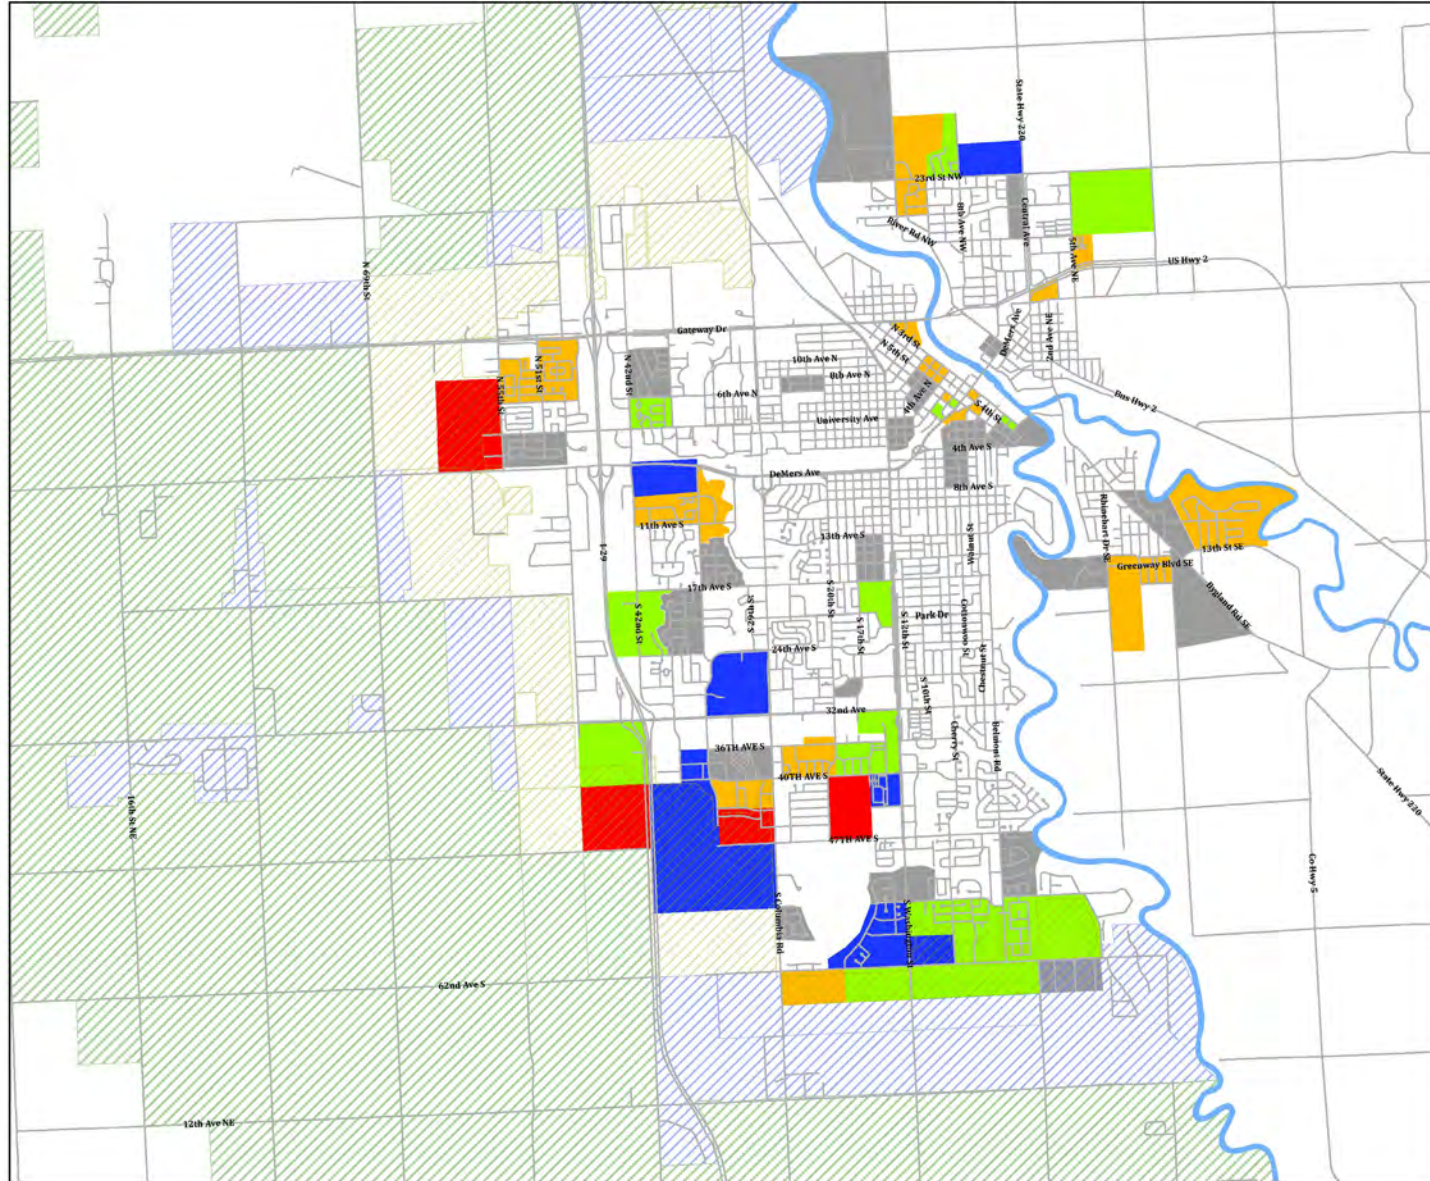 State Hwy 220
23rd St NW
8th Ave NW
Central Ave
River Rd NW
5th Ave NE
US Hwy 2
N 69th St
Gateway Dr
N 3rd St
DeMers Ave
2nd Ave NE
N 5th St
10th Ave N
N 51st St
N 42nd St
8th Ave N
N 55th St
6th Ave N
4th Ave N
Bus Hwy 2
S 4th St
University Ave
4th Ave S
DeMers Ave
8th Ave S
11th Ave S
13th Ave S
Walnut St
Rhinehart Dr SE
13th St SE
I-29
Greenway Blvd SE
17th Ave S
Bygland Rd SE
S 42nd St
S 29th St
S 20th St
S 17th St
S 12th St
Park Dr
Cottonwood St
24th Ave S
Chestnut St
S 10th St
32nd Ave
36TH AVE S
Cherry St
Belmont Rd
40TH AVE S
State Hwy 220
16th St NE
47TH AVE S
Co Hwy 5
S Columbia Rd
S Washington St
62nd Ave S
12th Ave NE